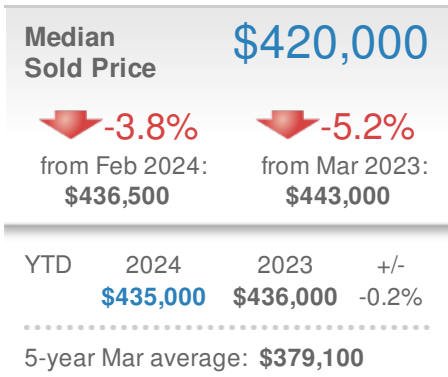 Median
Sold Price
$420,000
-3.8% -5.2%
from Feb 2024: from Mar 2023:
$436,500 $443,000
YTD 2024 2023 +/-
$435,000 $436,000 -0.2%
5-year Mar average: $379,100